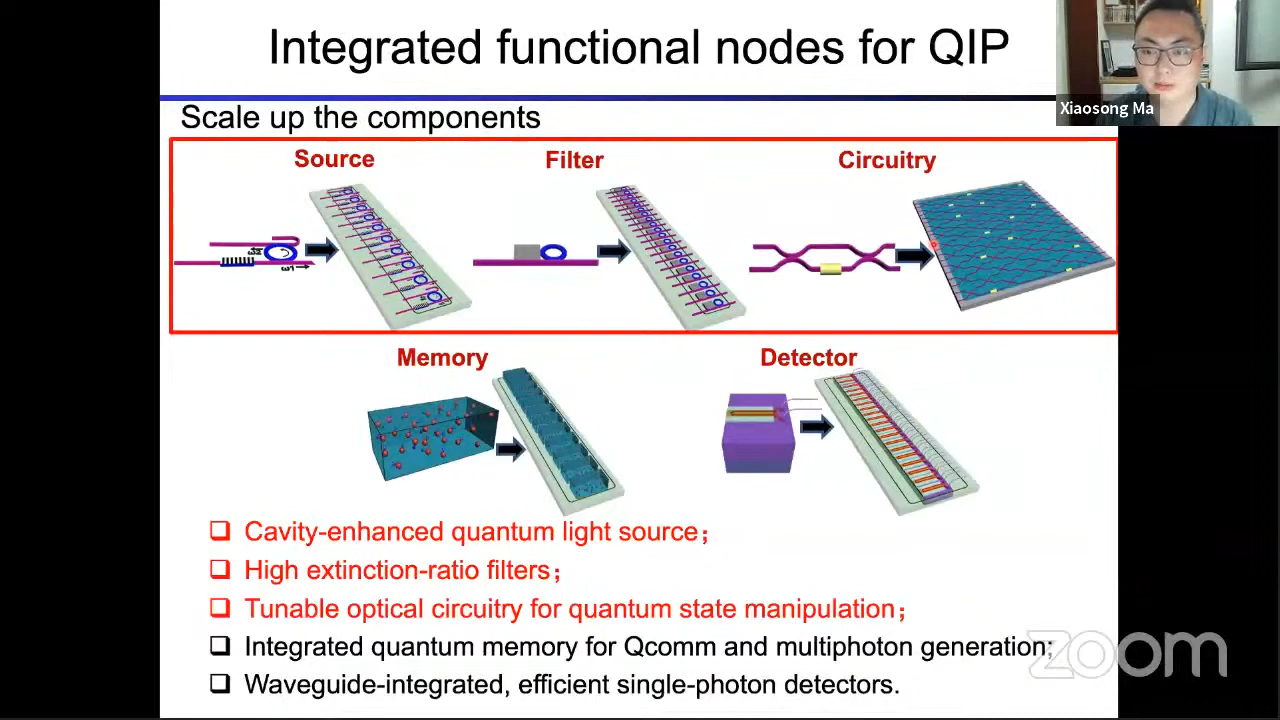 Integrated functional nodes for QIP
Xiaosong Ma
Scale up the components
Source
Filter
Circuitry
ω1
Memory
Detector
Cavity-enhanced quantum light source;
High extinction-ratio filters;
Tunable optical circuitry for quantum state manipulation;
Integrated quantum memory for Qcomm and multiphoton generation;
Waveguide-integrated, efficient single-photon detectors.
zoom